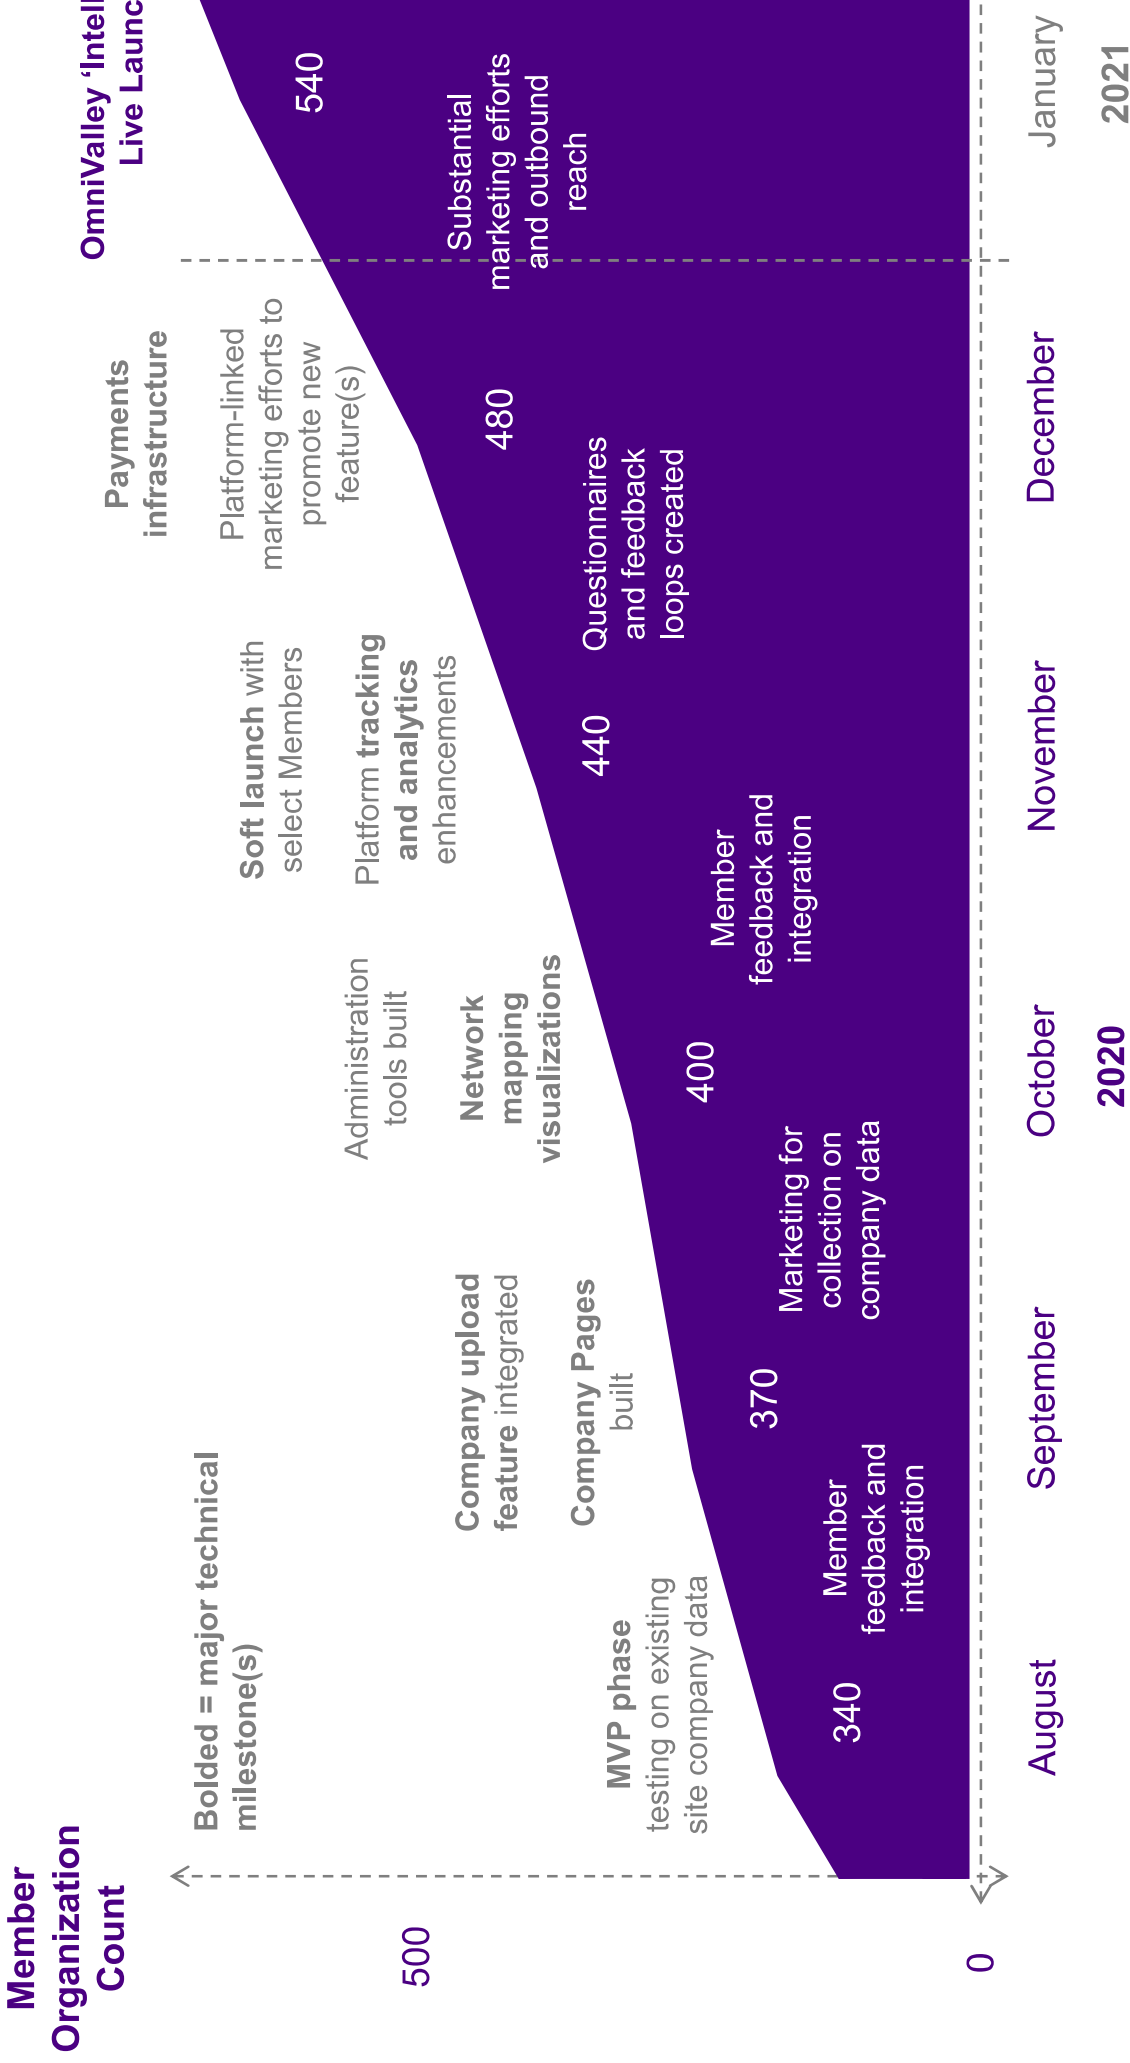 Member
Organization
Count
500
0
Bolded = major technical
milestone(s)
MVP phase
testing on existing
site company data
340
Member
feedback and
integration
August
Company upload
feature integrated
Company Pages
built
370
Marketing for
collection on
company data
September
Administration
tools built
Network
mapping
visualizations
400
Member
feedback and
integration
October
2020
Soft launch with
select Members
Platform tracking
and analytics
enhancements
440
Questionnaires
and feedback
loops created
November
Payments
infrastructure
Platform-linked
marketing efforts to
promote new
feature(s)
480
Substantial
marketing efforts
and outbound
reach
December
OmniValley ‘Intell
Live Launc
540
January
2021